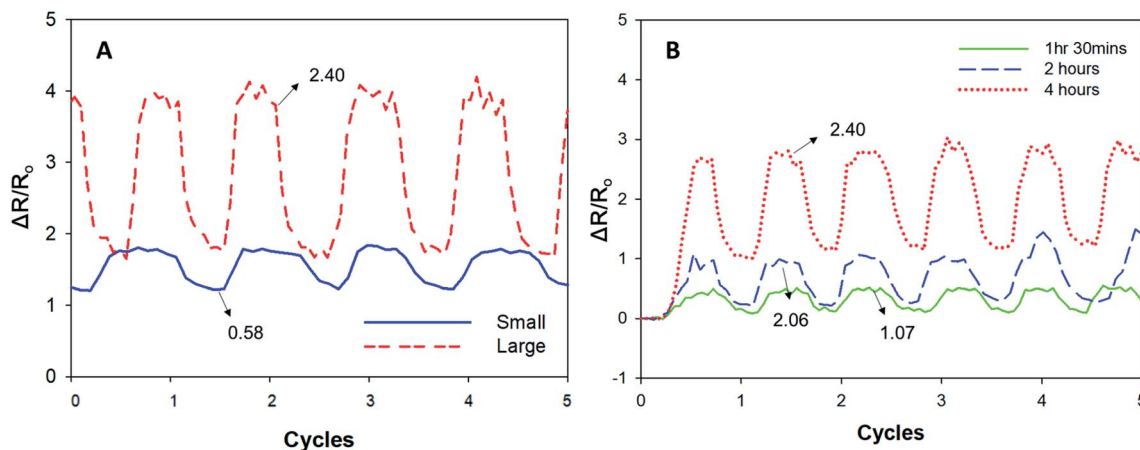 A
5
4
3
2
1
0
ΔR/Ro
2.40
0.58
Small
Large
0 1 2 3 4 5
Cycles
B
5
4
3
2
1
0
-1
ΔR/Ro
1hr 30mins
2 hours
4 hours
2.40
2.06
1.07
0 1 2 3 4 5
Cycles